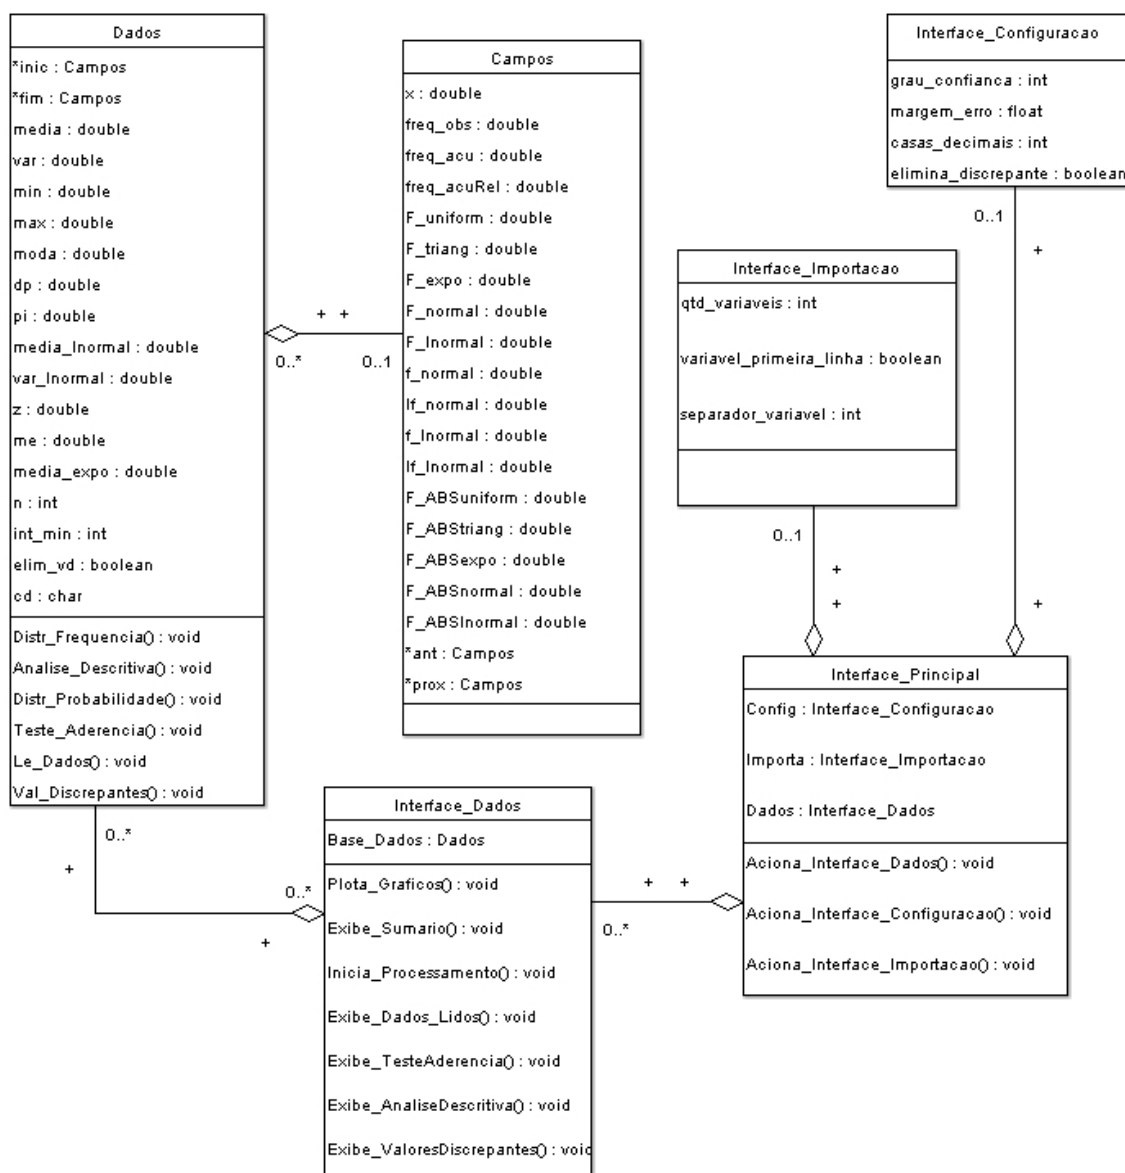 Dados
*inic : Campos
*fim : Campos
media : double
var : double
min : double
max : double
moda : double
dp : double
pi : double
media_lnormal : double
var_lnormal : double
z : double
me : double
media_expo : double
n : int
int_min : int
elim_vd : boolean
cd : char
Distr_Frequencia() : void
Analise_Descritiva() : void
Distr_Probabilidade() : void
Teste_Aderencia() : void
Le_Dados() : void
Val_Discrepantes() : void
+ +
0..* 0..1
Campos
x : double
freq_obs : double
freq_acu : double
freq_acuRel : double
F_uniform : double
F_triang : double
F_expo : double
F_normal : double
F_lnormal : double
f_normal : double
lf_normal : double
f_lnormal : double
lf_lnormal : double
F_ABSuniform : double
F_ABStriang : double
F_ABSexpo : double
F_ABSnormal : double
F_ABSlnormal : double
*ant : Campos
*prox : Campos
Interface_Configuracao
grau_confianca : int
margem_erro : float
casas_decimais : int
elimina_discrepante : boolean
0..1
+
Interface_Importacao
qtd_variaveis : int
variavel_primeira_linha : boolean
separador_variavel : int
0..1
+
+ +
Interface_Principal
Config : Interface_Configuracao
Importa : Interface_Importacao
Dados : Interface_Dados
Aciona_Interface_Dados() : void
Aciona_Interface_Configuracao() : void
Aciona_Interface_Importacao() : void
0..*
+
0..*
+
Interface_Dados
Base_Dados : Dados
Plota_Graficos() : void
Exibe_Sumario() : void
Inicia_Processamento() : void
Exibe_Dados_Lidos() : void
Exibe_TesteAderencia() : void
Exibe_AnaliseDescritiva() : void
Exibe_ValoresDiscrepantes() : void
+ +
0..*